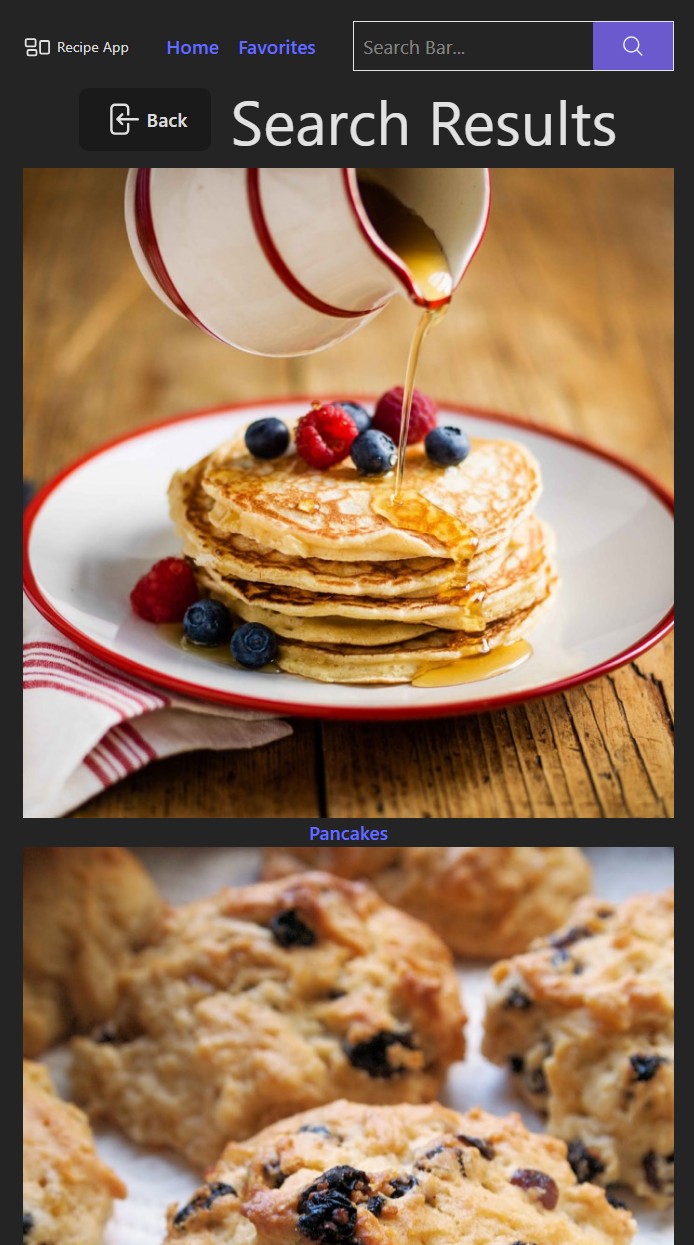 Recipe App
Home
Favorites
Search Bar...
Back
Search Results
Pancakes